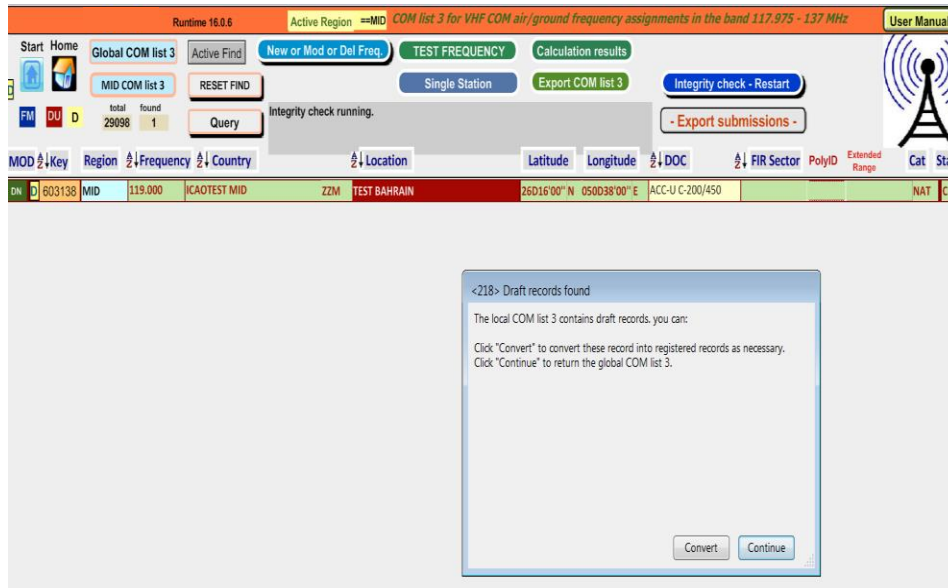 Runtime 16.0.6
Active Region ==MID
COM list 3 for VHF COM air/ground frequency assignments in the band 117.975 - 137 MHz
User Manual
Start Home
Global COM list 3
Active Find
New or Mod or Del Freq.
TEST FREQUENCY
Calculation results
MID COM list 3
RESET FIND
Single Station
Export COM list 3
Integrity check - Restart
FM DU D
total found
29098 1
Query
Integrity check running.
- Export submissions -
MOD Key Region Frequency Country Location Latitude Longitude DOC FIR Sector PolyID Extended Range Cat
DN D 603138 MID 119.000 ICAOTEST MID ZZM TEST BAHRAIN 26D16'00" N 050D38'00" E ACC-U C-200/450 NAT
<218> Draft records found
The local COM list 3 contains draft records. you can:
Click "Convert" to convert these record into registered records as necessary.
Click "Continue" to return the global COM list 3.
Convert Continue